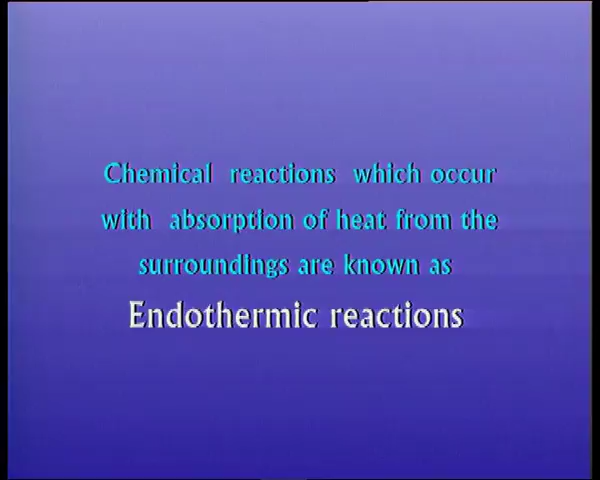 Chemical reactions which occur
with absorption of heat from the
surroundings are known as
Endothermic reactions